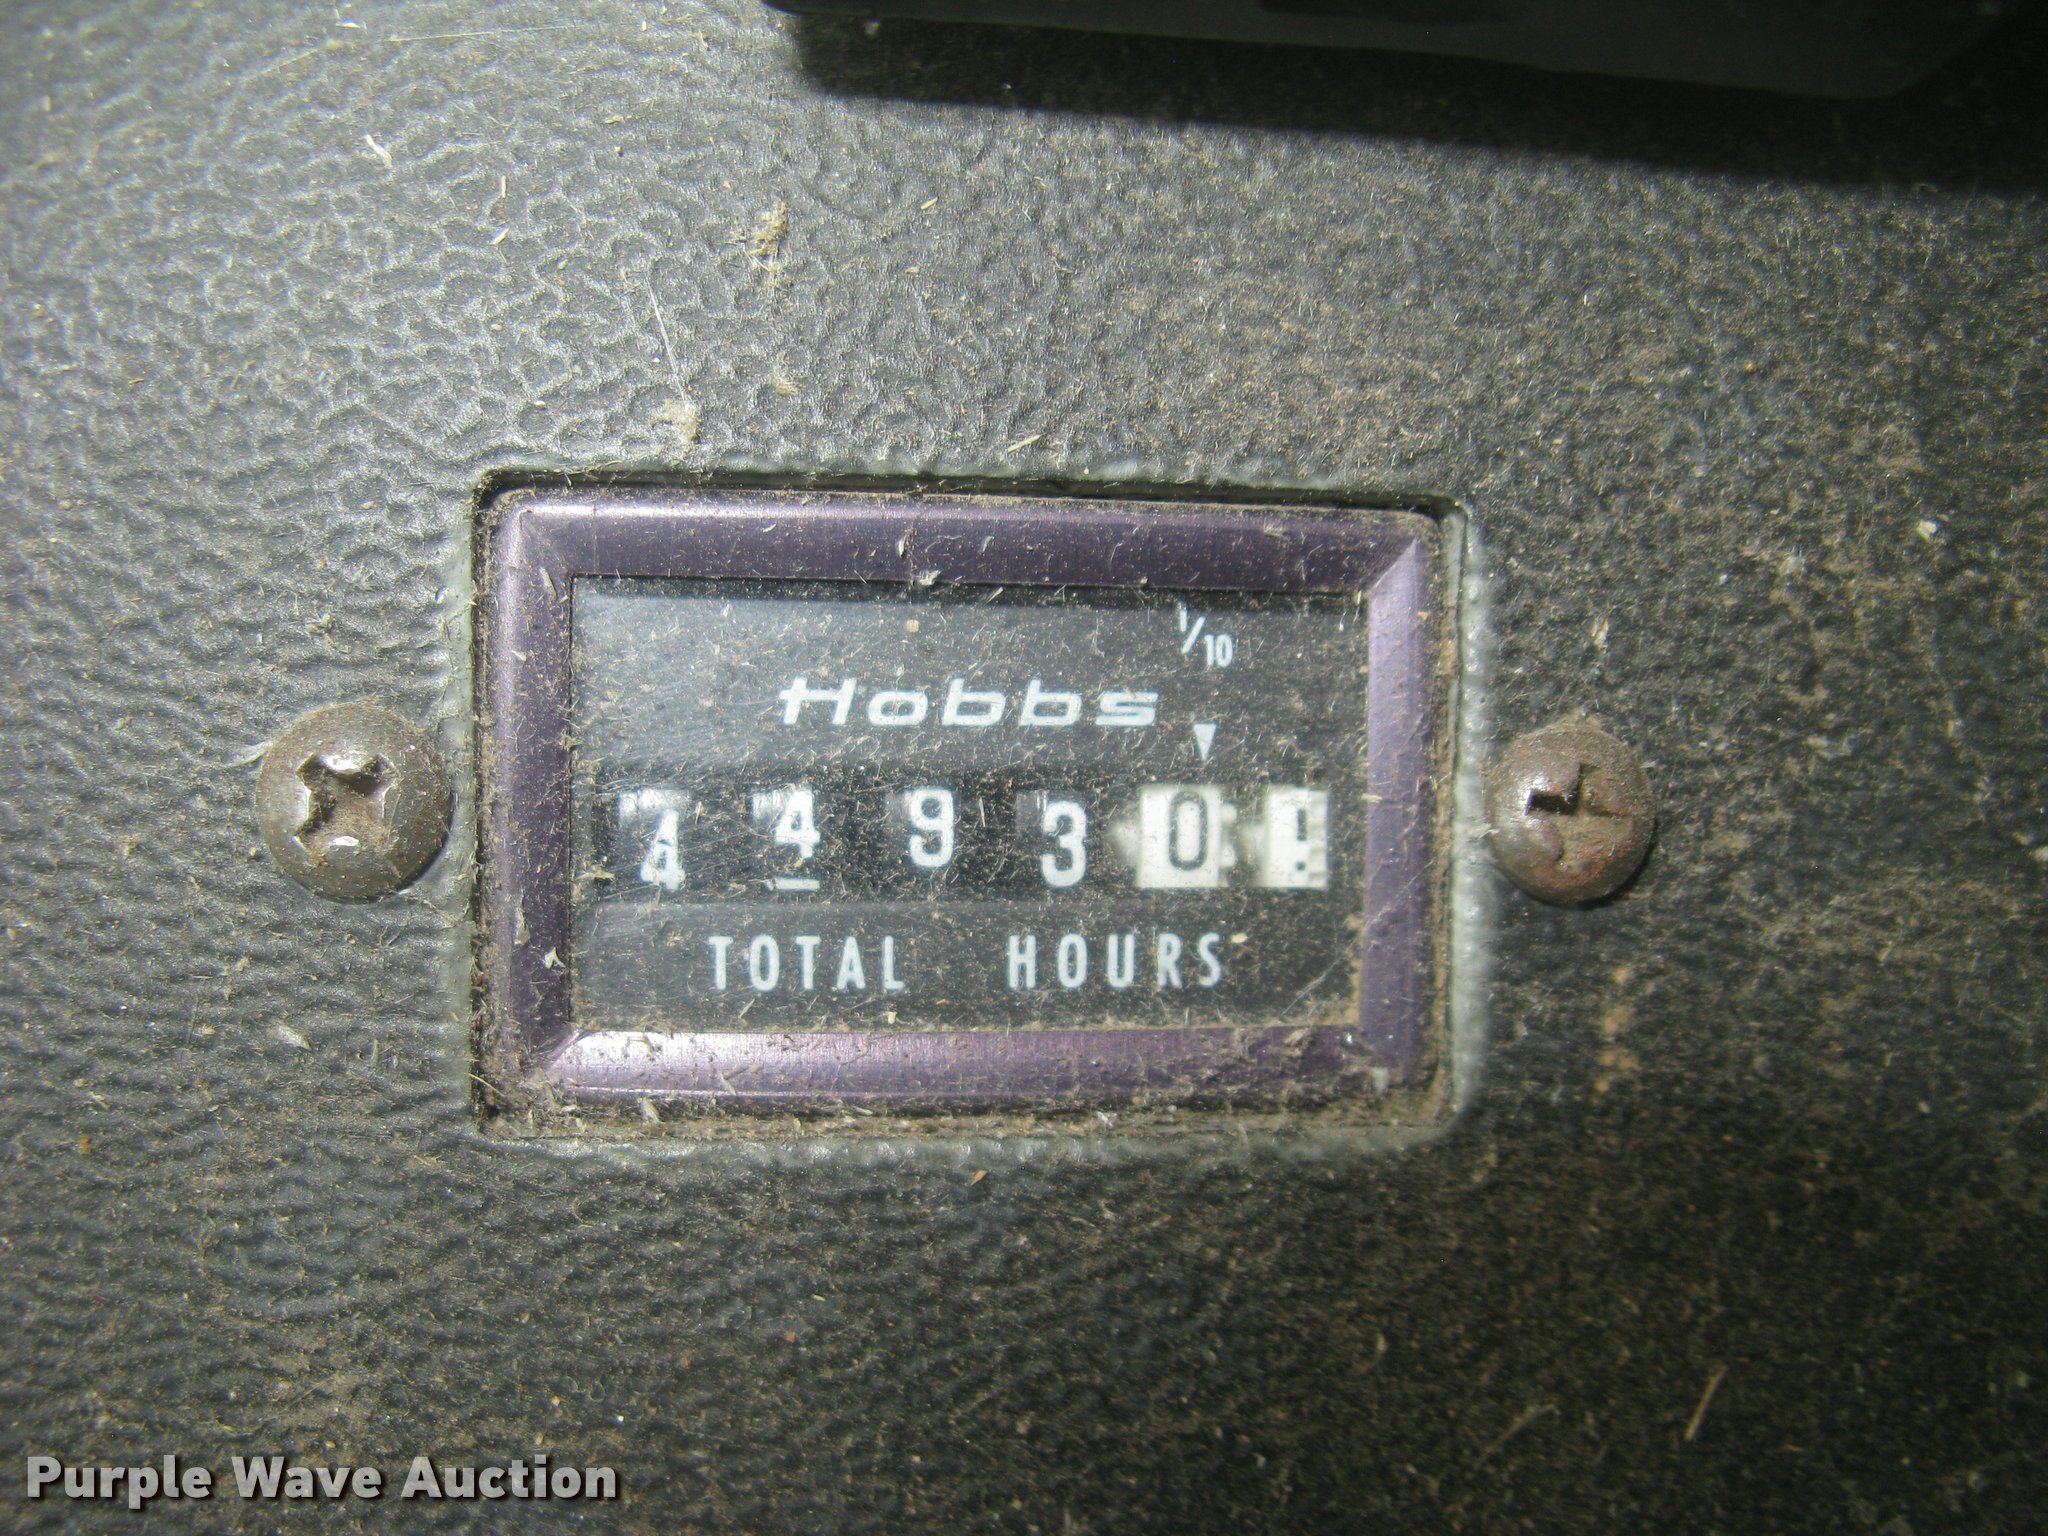 1/10
Hobbs
4 4 9 3 0
TOTAL HOURS
Purple Wave Auction